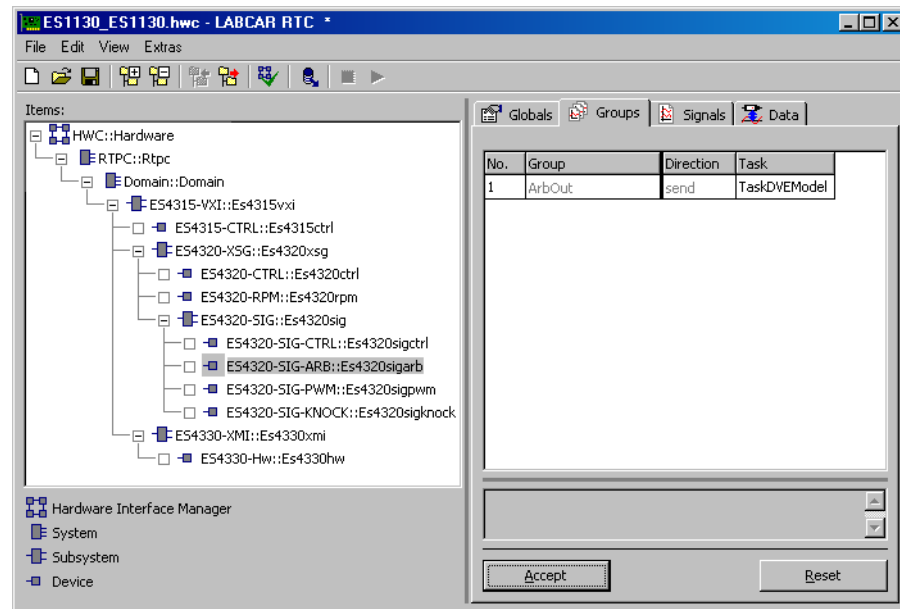 ES1130_ES1130.hwc - LABCAR RTC *
File Edit View Extras
Items:
HWC::Hardware
RTPC::Rtpc
Domain::Domain
ES4315-VXI::Es4315vxi
ES4315-CTRL::Es4315ctrl
ES4320-XSG::Es4320xsg
ES4320-CTRL::Es4320ctrl
ES4320-RPM::Es4320rpm
ES4320-SIG::Es4320sig
ES4320-SIG-CTRL::Es4320sigctrl
ES4320-SIG-ARB::Es4320sigarb
ES4320-SIG-PWM::Es4320sigpwm
ES4320-SIG-KNOCK::Es4320sigknock
ES4330-XMI::Es4330xmi
ES4330-Hw::Es4330hw
Hardware Interface Manager
System
Subsystem
Device
Globals Groups Signals Data
No. Group Direction Task
1 ArbOut send TaskDVEModel
Accept Reset